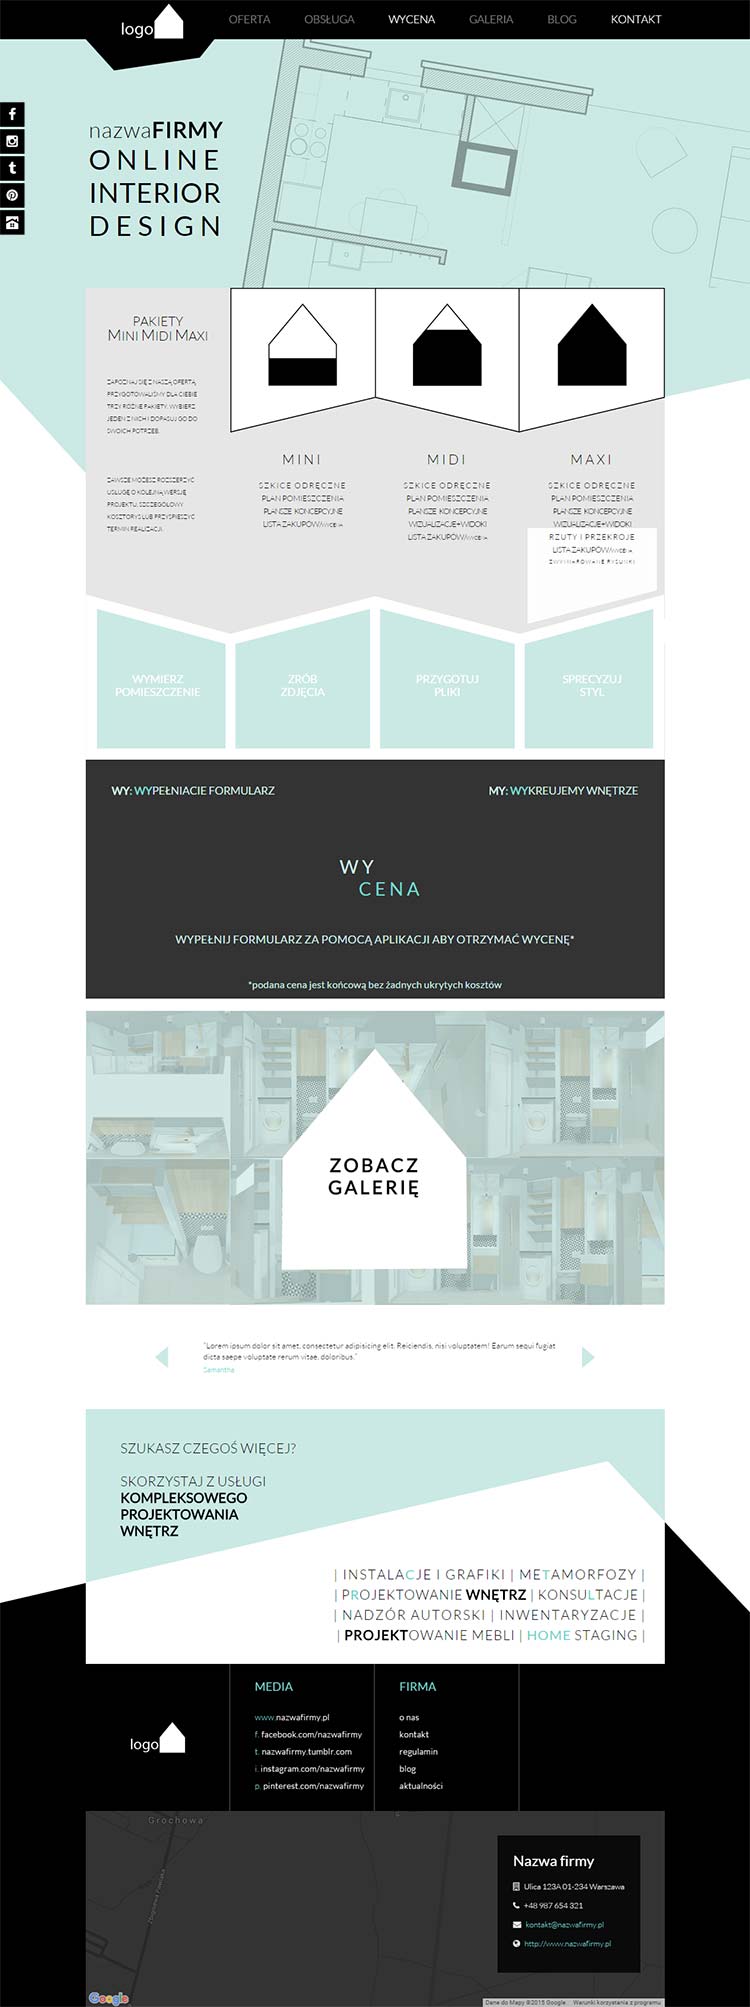 logo
OFERTA OBSŁUGA WYCENA GALERIA BLOG KONTAKT
nazwaFIRMY
ONLINE
INTERIOR
DESIGN
PAKIETY
MINI MIDI MAXI
ZAPOZNAJ SIĘ Z NASZĄ OFERTĄ.
PRZYGOTOWALIŚMY DLA CIEBIE
TRZY RÓŻNE PAKIETY. WYBIERZ
JEDEN Z NICH I DOPASUJ GO DO
SWOICH POTRZEB.
ZAWSZE MOŻESZ ROZSZERZYĆ
USŁUGĘ O KOLEJNĄ WERSJĘ
PROJEKTU, SZCZEGÓŁOWY
KOSZTORYS LUB PRZYSPIESZYĆ
TERMIN REALIZACJI.
MINI
SZKICE ODRĘCZNE
PLAN POMIESZCZENIA
PLANSZE KONCEPCYJNE
LISTA ZAKUPÓW/WYCENA
MIDI
SZKICE ODRĘCZNE
PLAN POMIESZCZENIA
PLANSZE KONCEPCYJNE
WIZUALIZACJE+WIDOKI
LISTA ZAKUPÓW/WYCENA
MAXI
SZKICE ODRĘCZNE
PLAN POMIESZCZENIA
PLANSZE KONCEPCYJNE
WIZUALIZACJE+WIDOKI
RZUTY I PRZEKROJE
LISTA ZAKUPÓW/WYCENA
ZWYMIAROWANE RYSUNKI
WYMIERZ
POMIESZCZENIE
ZRÓB
ZDJĘCIA
PRZYGOTUJ
PLIKI
SPRECYZUJ
STYL
WY: WYPEŁNIACIE FORMULARZ
MY: WYKREUJEMY WNĘTRZE
WY
CENA
WYPEŁNIJ FORMULARZ ZA POMOCĄ APLIKACJI ABY OTRZYMAĆ WYCENĘ*
*podana cena jest końcową bez żadnych ukrytych kosztów
ZOBACZ
GALERIĘ
"Lorem ipsum dolor sit amet, consectetur adipisicing elit. Reiciendis, nisi voluptatem! Earum sequi fugiat
dicta saepe voluptate rerum vitae, doloribus."
Samantha
SZUKASZ CZEGOŚ WIĘCEJ?
SKORZYSTAJ Z USŁUGI
KOMPLEKSOWEGO
PROJEKTOWANIA
WNĘTRZ
| INSTALACJE I GRAFIKI | METAMORFOZY |
| PROJEKTOWANIE WNĘTRZ | KONSULTACJE |
| NADZÓR AUTORSKI | INWENTARYZACJE |
| PROJEKTOWANIE MEBLI | HOME STAGING |
logo
MEDIA
www.nazwafirmy.pl
f. facebook.com/nazwafirmy
t. nazwafirmy.tumblr.com
i. instagram.com/nazwafirmy
p. pinterest.com/nazwafirmy
FIRMA
o nas
kontakt
regulamin
blog
aktualności
Grochowa
Nazwa firmy
Ulica 123A 01-234 Warszawa
+48 987 654 321
kontakt@nazwafirmy.pl
http://www.nazwafirmy.pl
Google
Dane do Mapy ©2015 Google Warunki korzystania z programu